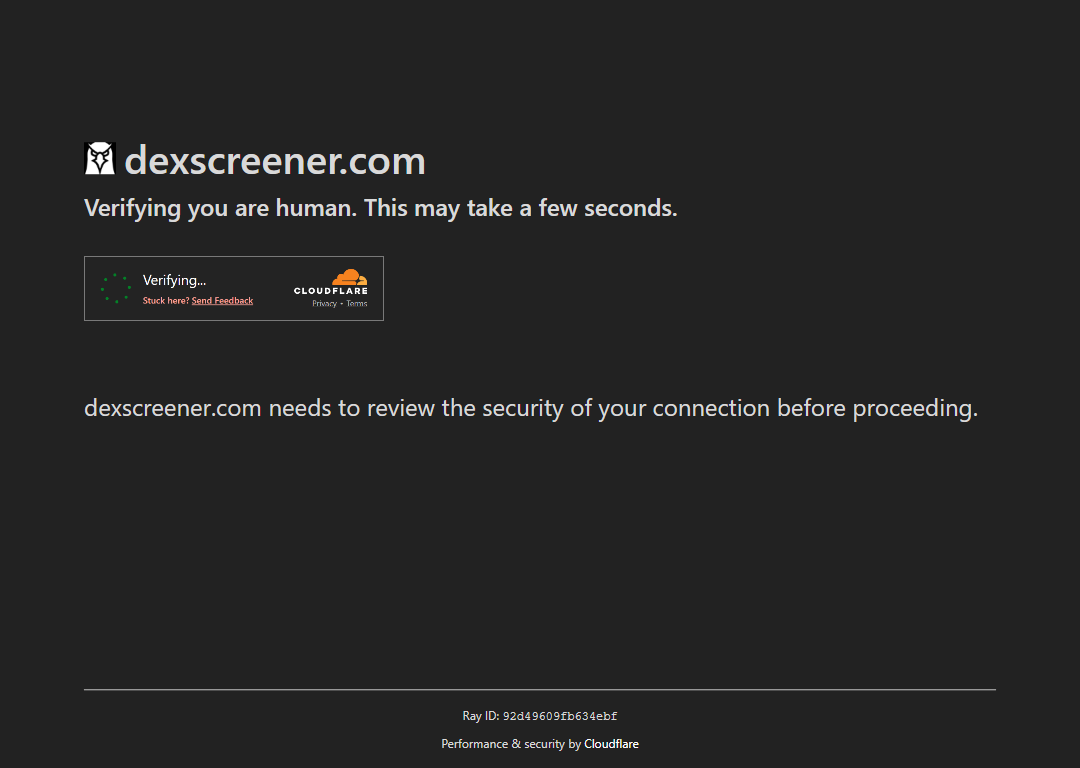 dexscreener.com
Verifying you are human. This may take a few seconds.
Verifying...
Stuck here? Send Feedback
CLOUDFLARE
Privacy • Terms
dexscreener.com needs to review the security of your connection before proceeding.
Ray ID: 92d49609fb634ebf
Performance & security by Cloudflare